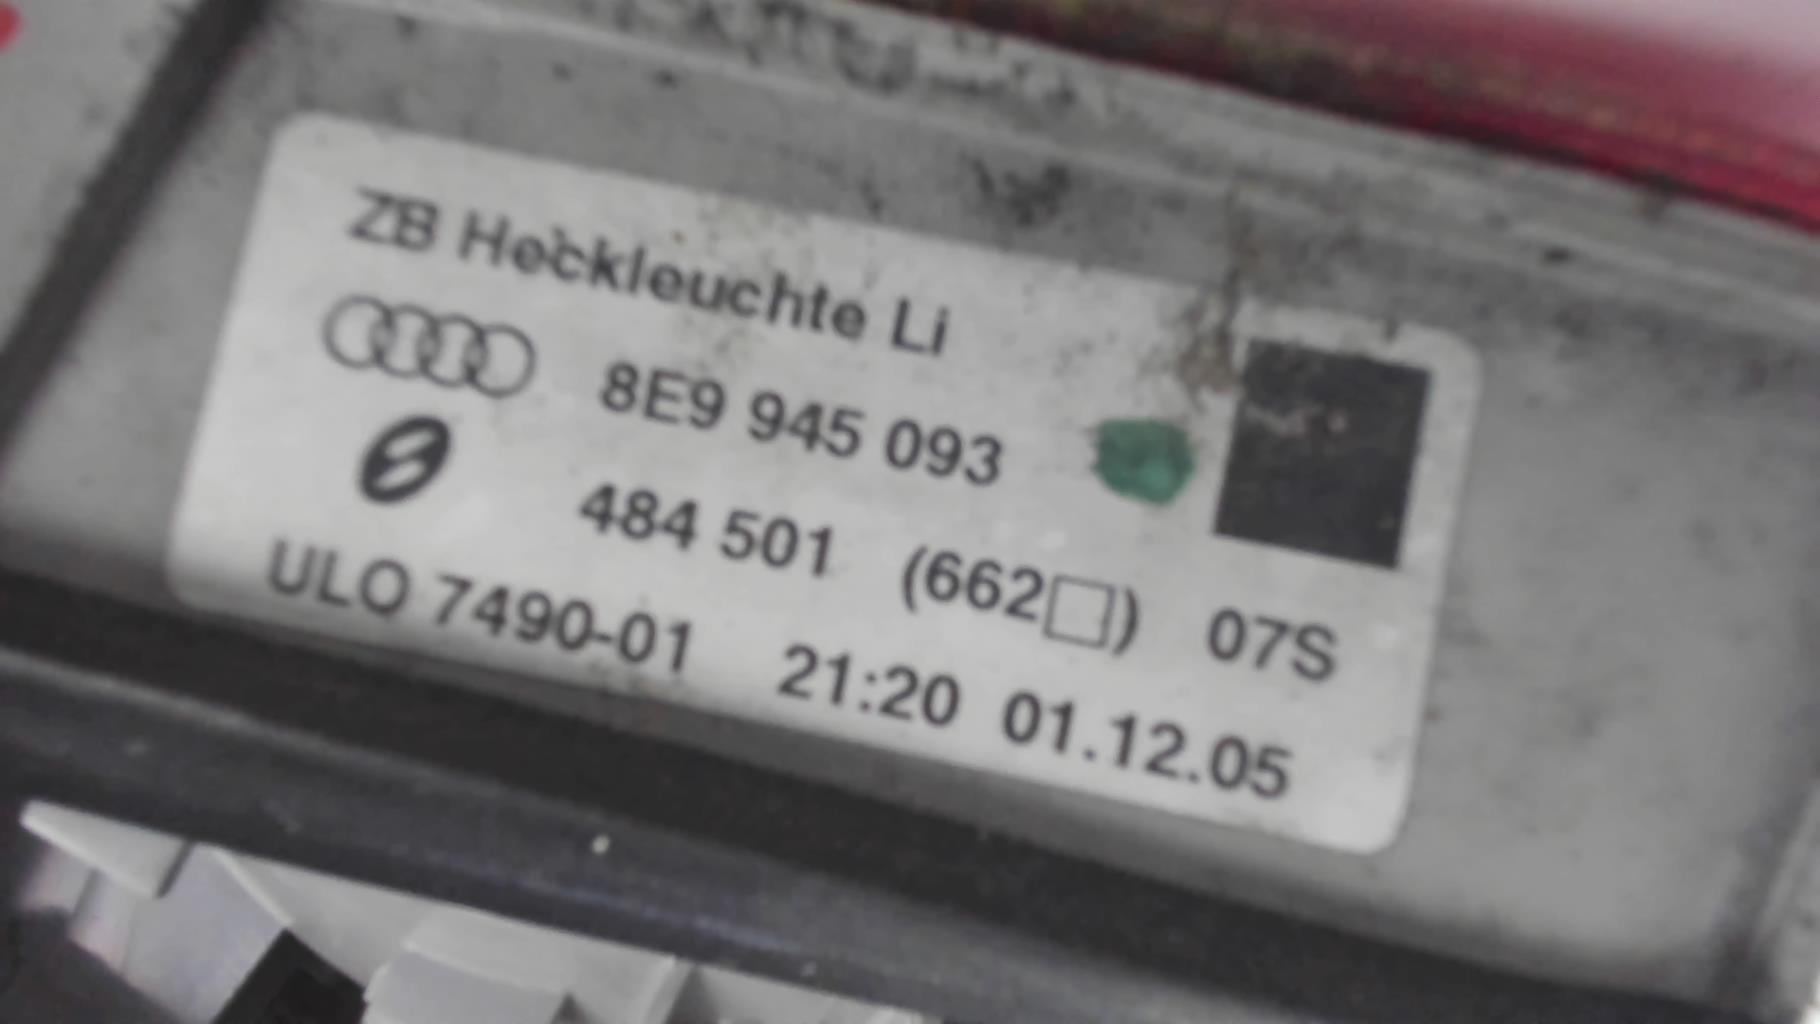 ZB Heckleuchte Li
8E9 945 093
484 501 (662□) 07S
ULO 7490-01 21:20 01.12.05